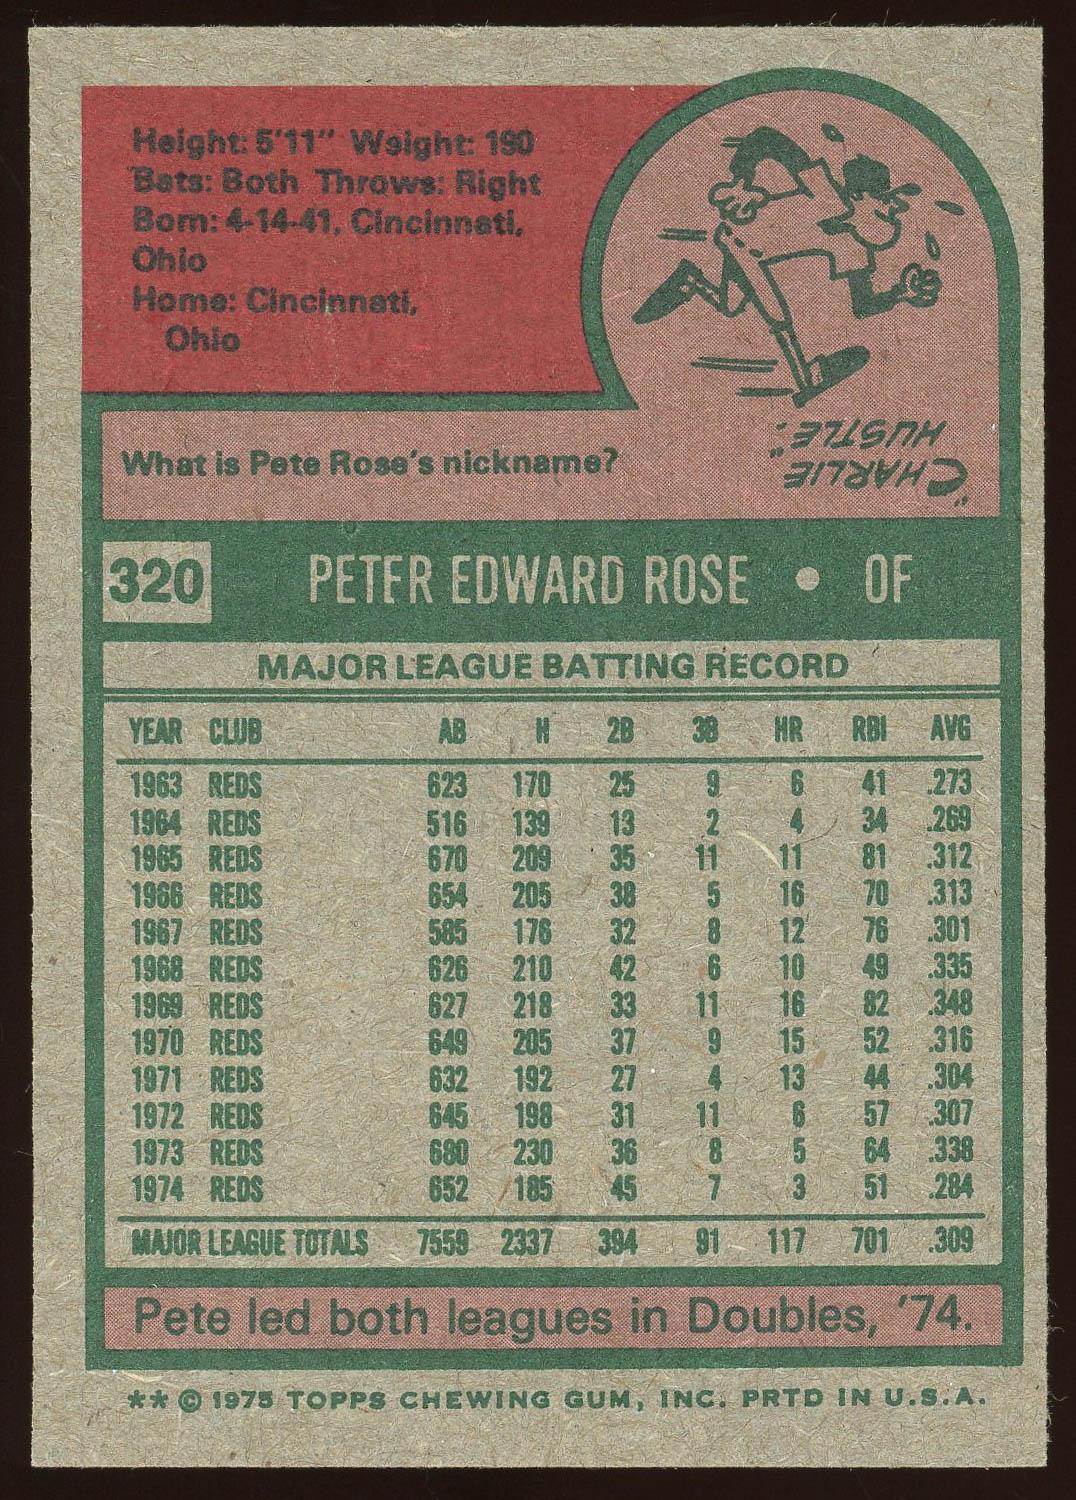 Height: 5'11" Weight: 190
Bats: Both Throws: Right
Born: 4-14-41, Cincinnati,
Ohio
Home: Cincinnati,
Ohio
What is Pete Rose's nickname?
"CHARLIE
HUSTLE."
320 PETER EDWARD ROSE • OF
MAJOR LEAGUE BATTING RECORD
YEAR CLUB AB H 2B 3B HR RBI AVG
1963 REDS 623 170 25 9 6 41 .273
1964 REDS 516 139 13 2 4 34 .269
1965 REDS 670 209 35 11 11 81 .312
1966 REDS 654 205 38 5 16 70 .313
1967 REDS 585 176 32 8 12 76 .301
1968 REDS 626 210 42 6 10 49 .335
1969 REDS 627 218 33 11 16 82 .348
1970 REDS 649 205 37 9 15 52 .316
1971 REDS 632 192 27 4 13 44 .304
1972 REDS 645 198 31 11 6 57 .307
1973 REDS 680 230 36 8 5 64 .338
1974 REDS 652 185 45 7 3 51 .284
MAJOR LEAGUE TOTALS 7559 2337 394 91 117 701 .309
Pete led both leagues in Doubles, '74.
** © 1975 TOPPS CHEWING GUM, INC. PRTD IN U.S.A.